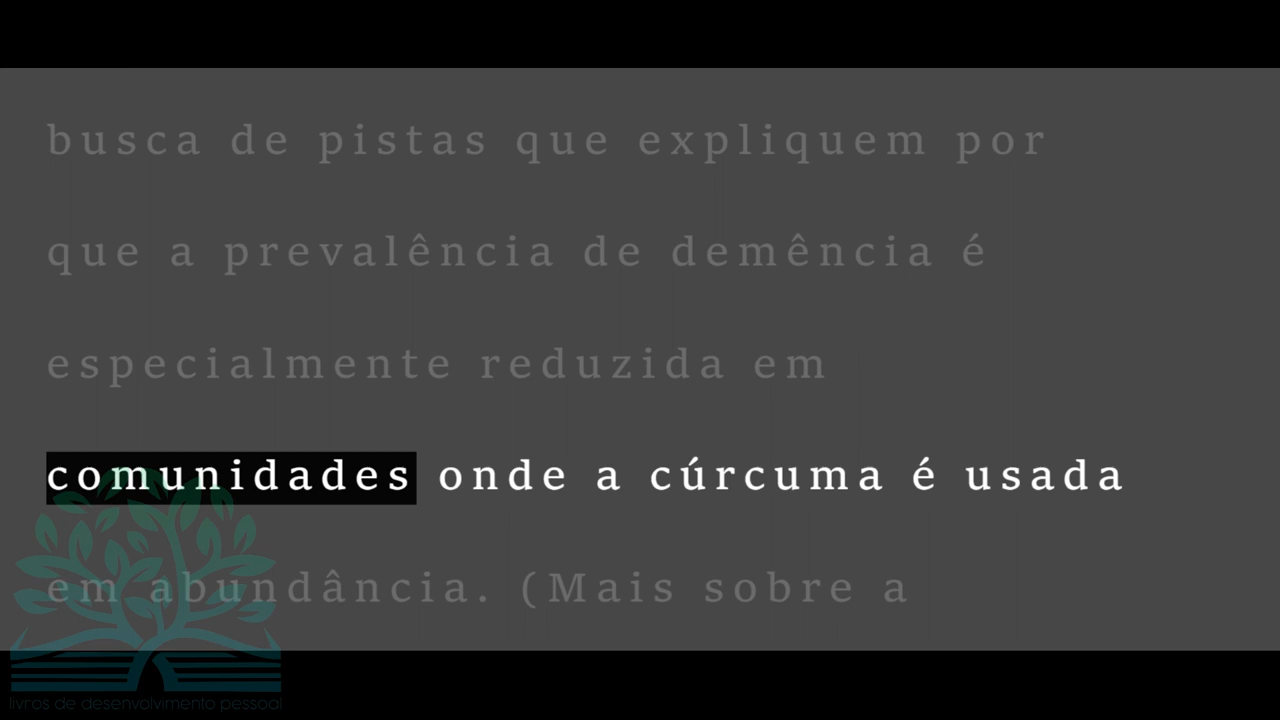 busca de pistas que expliquem por
que a prevalência de demência é
especialmente reduzida em
comunidades onde a cúrcuma é usada
em abundância. (Mais sobre a
livros de desenvolvimento pessoal